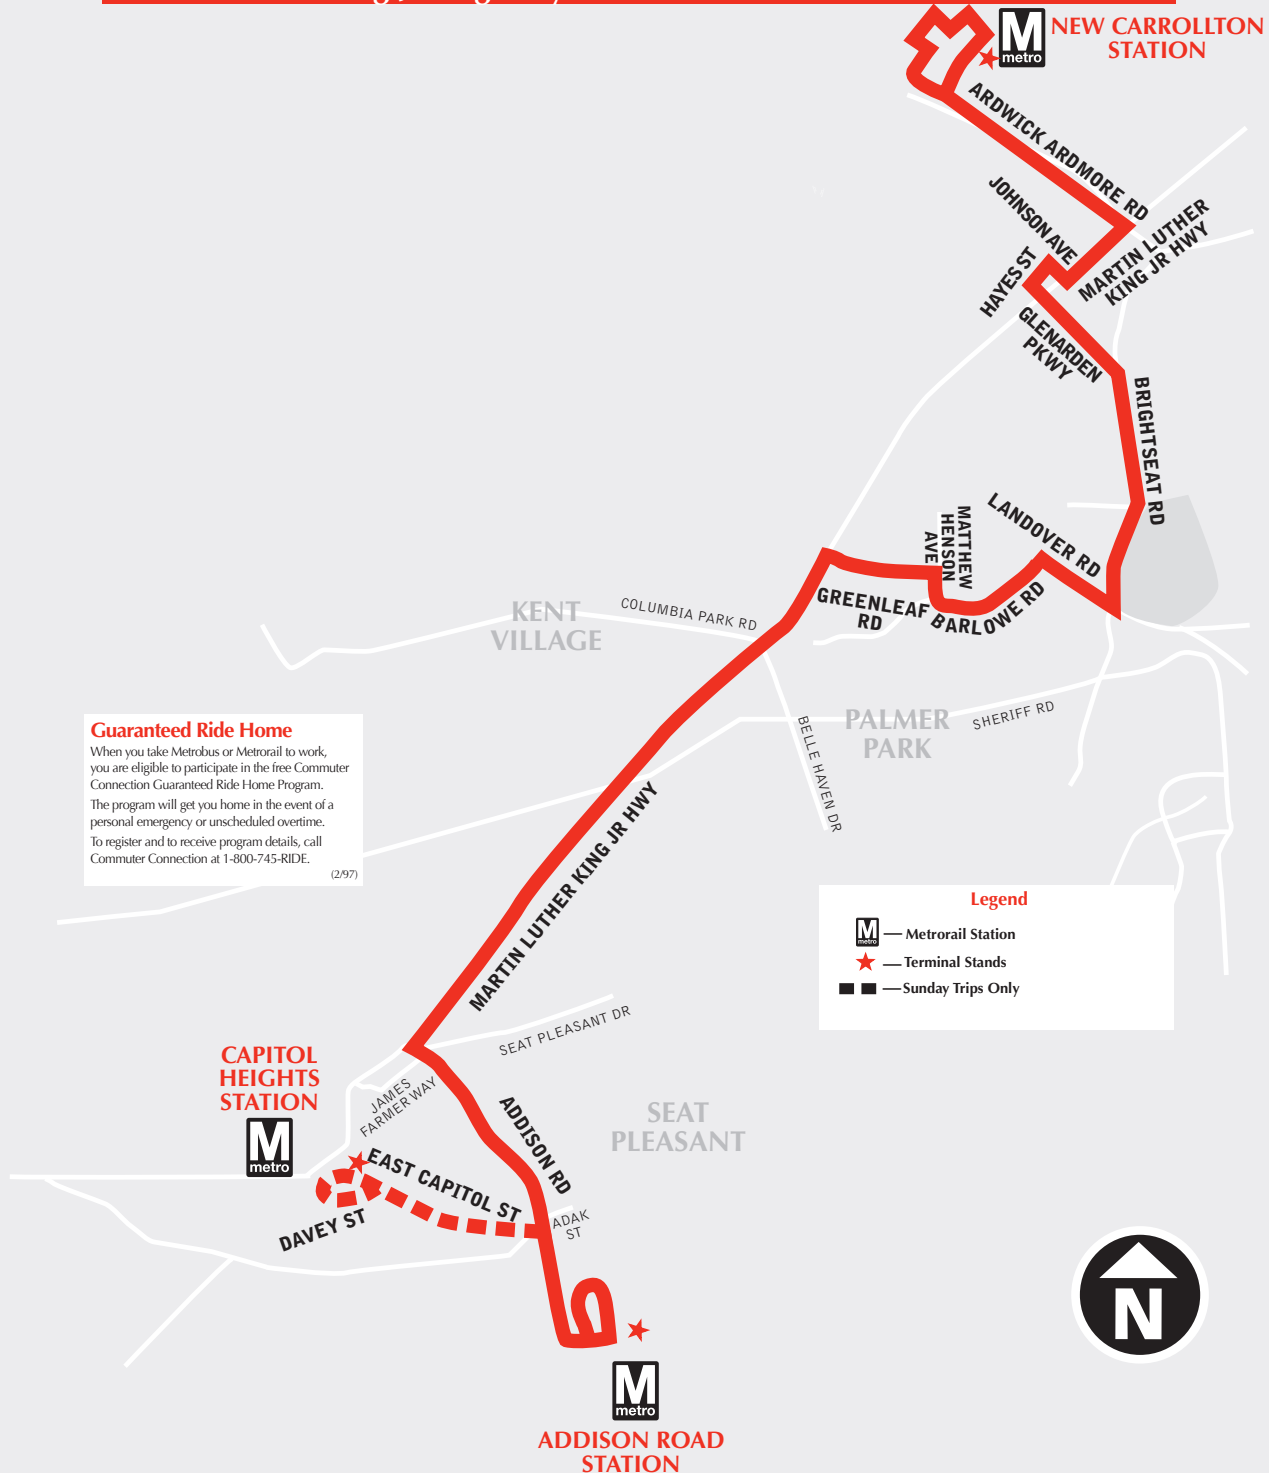 M
metro
NEW CARROLLTON
STATION
ARDWICK ARDMORE RD
JOHNSON AVE
MARTIN LUTHER
KING JR HWY
HAYES ST
GLENARDEN
PKWY
BRIGHTSEAT RD
LANDOVER RD
MATTHEW
HENSON
AVE
GREENLEAF
RD
BARLOWE RD
KENT
VILLAGE
COLUMBIA PARK RD
PALMER
PARK
SHERIFF RD
BELLE HAVEN DR
Guaranteed Ride Home
When you take Metrobus or Metrorail to work,
you are eligible to participate in the free Commuter
Connection Guaranteed Ride Home Program.
The program will get you home in the event of a
personal emergency or unscheduled overtime.
To register and to receive program details, call
Commuter Connection at 1-800-745-RIDE.
(2/97)
MARTIN LUTHER KING JR HWY
Legend
M
metro
— Metrorail Station
— Terminal Stands
— Sunday Trips Only
SEAT PLEASANT DR
CAPITOL
HEIGHTS
STATION
M
metro
JAMES
FARMER WAY
SEAT
PLEASANT
ADDISON RD
EAST CAPITOL ST
DAVEY ST
ADAK
ST
N
M
metro
ADDISON ROAD
STATION